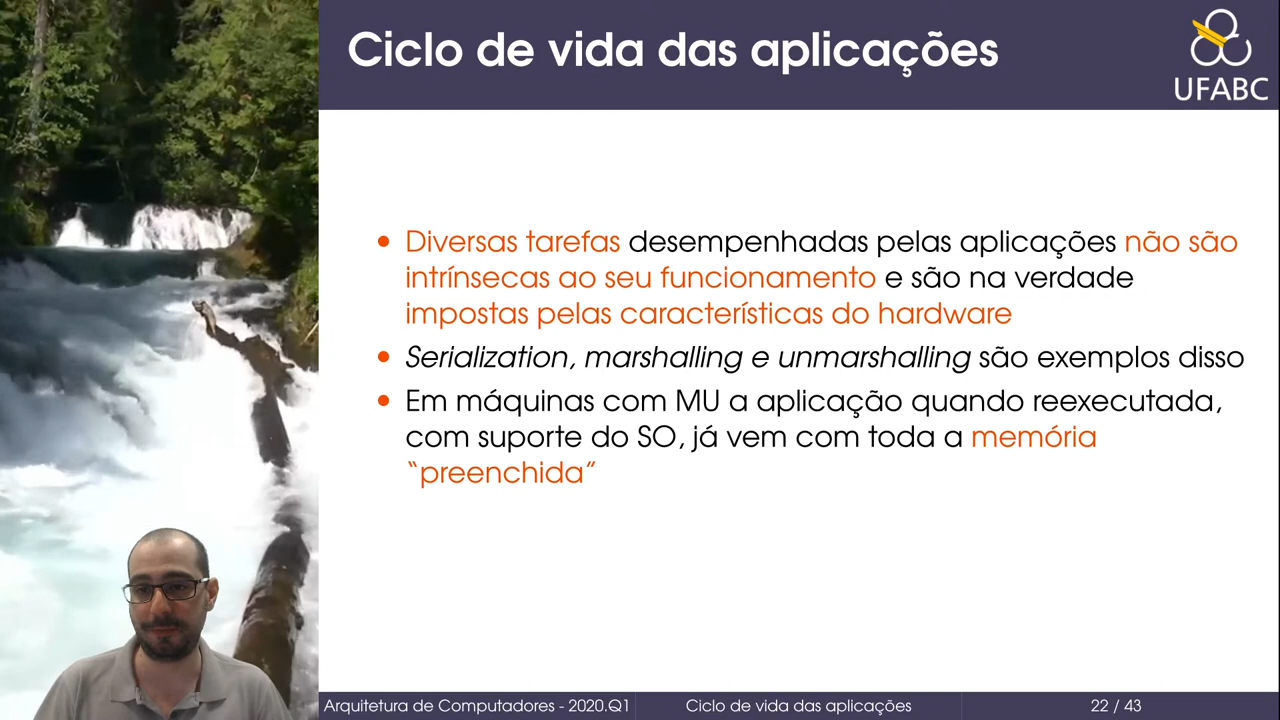 Ciclo de vida das aplicações
UFABC
• Diversas tarefas desempenhadas pelas aplicações não são
intrínsecas ao seu funcionamento e são na verdade
impostas pelas características do hardware
• Serialization, marshalling e unmarshalling são exemplos disso
• Em máquinas com MU a aplicação quando reexecutada,
com suporte do SO, já vem com toda a memória
“preenchida”
Arquitetura de Computadores - 2020.Q1
Ciclo de vida das aplicações
22 / 43